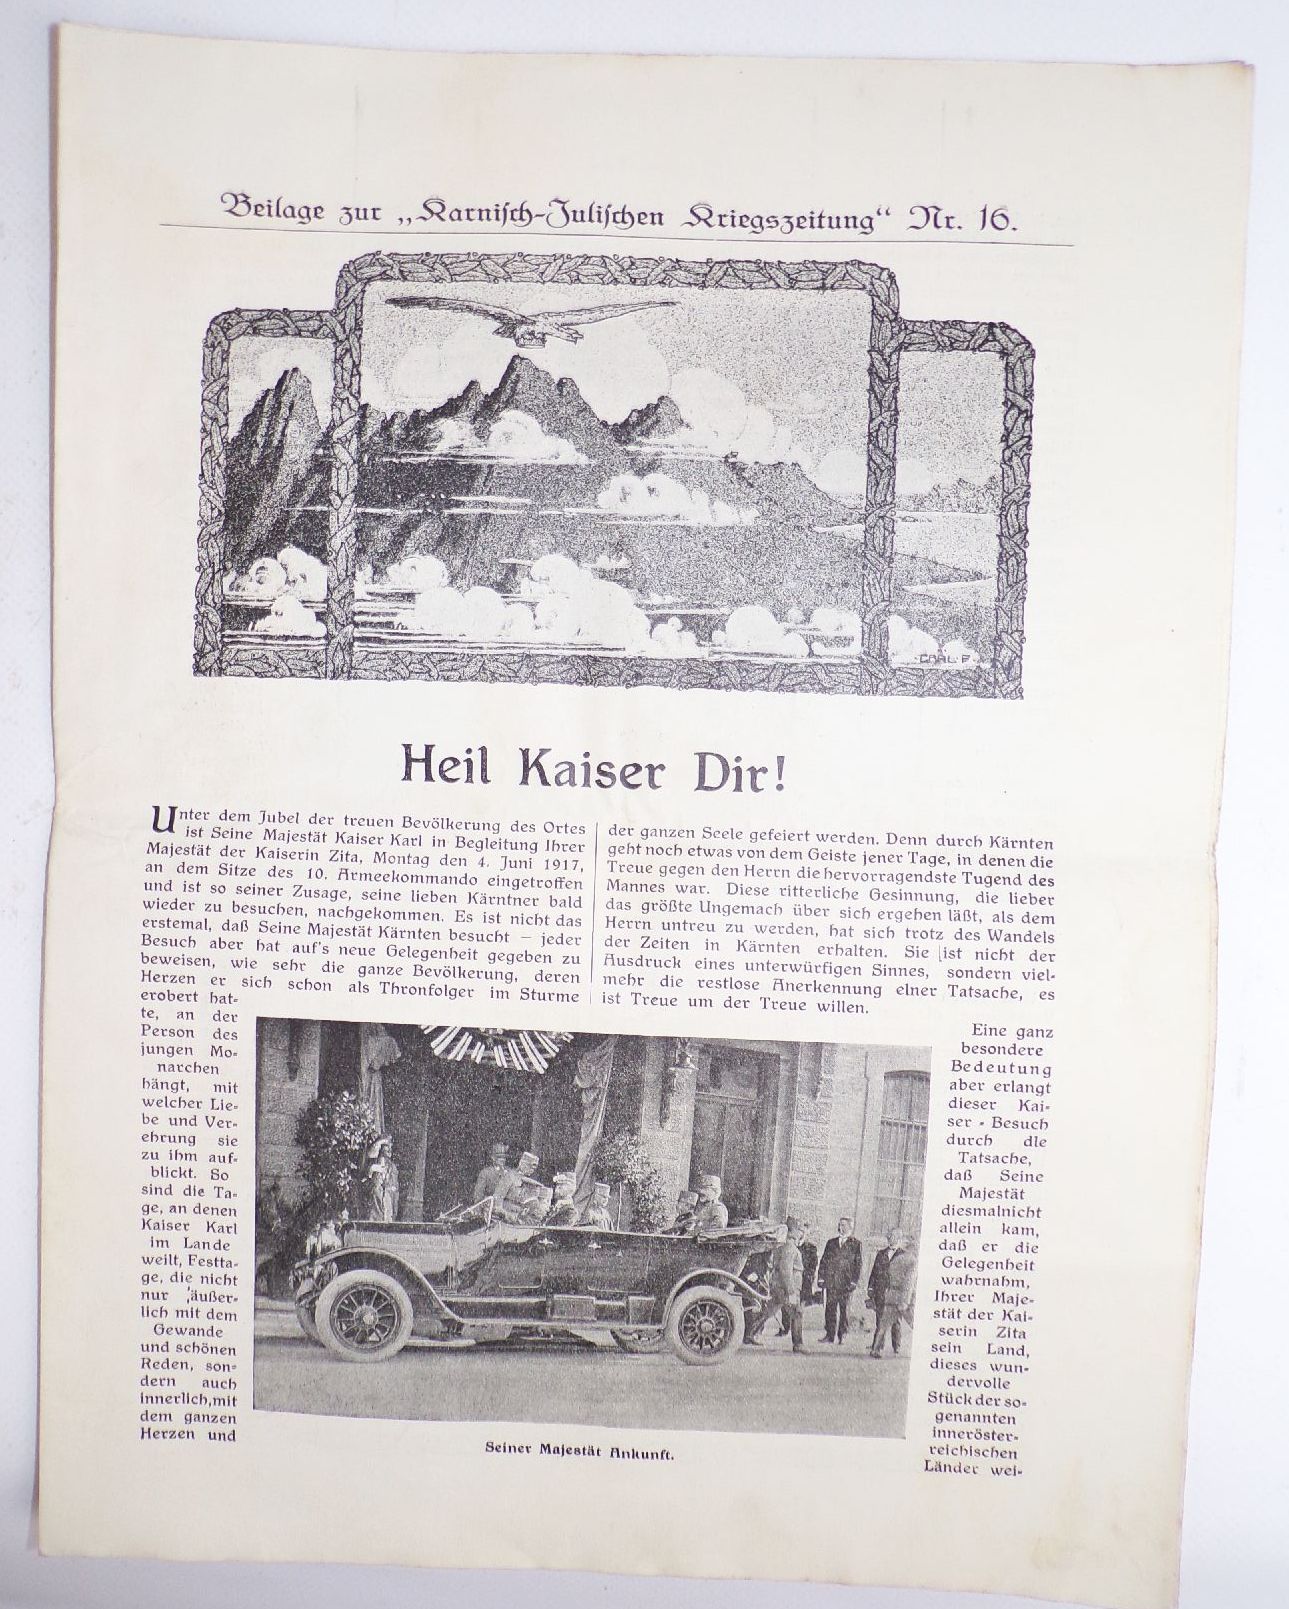 Beilage zur „Karnisch-Julischen Kriegszeitung“ Nr. 16.
CARL P.
Heil Kaiser Dir!
Unter dem Jubel der treuen Bevölkerung des Ortes
ist Seine Majestät Kaiser Karl in Begleitung Ihrer
Majestät der Kaiserin Zita, Montag den 4. Juni 1917,
an dem Sitze des 10. Armeekommando eingetroffen
und ist so seiner Zusage, seine lieben Kärntner bald
wieder zu besuchen, nachgekommen. Es ist nicht das
erstemal, daß Seine Majestät Kärnten besucht — jeder
Besuch aber hat auf's neue Gelegenheit gegeben zu
beweisen, wie sehr die ganze Bevölkerung, deren
Herzen er sich schon als Thronfolger im Sturme
erobert hat-
te, an der
Person des
jungen Mo-
narchen
hängt, mit
welcher Lie-
be und Ver-
ehrung sie
zu ihm auf-
blickt. So
sind die Ta-
ge, an denen
Kaiser Karl
im Lande
weilt, Festta-
ge, die nicht
nur äußer-
lich mit dem
Gewande
und schönen
Reden, son-
dern auch
innerlich, mit
dem ganzen
Herzen und
der ganzen Seele gefeiert werden. Denn durch Kärnten
geht noch etwas von dem Geiste jener Tage, in denen die
Treue gegen den Herrn die hervorragendste Tugend des
Mannes war. Diese ritterliche Gesinnung, die lieber
das größte Ungemach über sich ergehen läßt, als dem
Herrn untreu zu werden, hat sich trotz des Wandels
der Zeiten in Kärnten erhalten. Sie ist nicht der
Ausdruck eines unterwürfigen Sinnes, sondern viel-
mehr die restlose Anerkennung elner Tatsache, es
ist Treue um der Treue willen.
Eine ganz
besondere
Bedeutung
aber erlangt
dieser Kai-
ser-Besuch
durch dle
Tatsache,
daß Seine
Majestät
diesmalnicht
allein kam,
daß er die
Gelegenheit
wahrnahm,
Ihrer Maje-
stät der Kai-
serin Zita
sein Land,
dieses wun-
dervolle
Stück der so-
genannten
inneröster-
reichischen
Länder wei-
Seiner Majestät Ankunft.